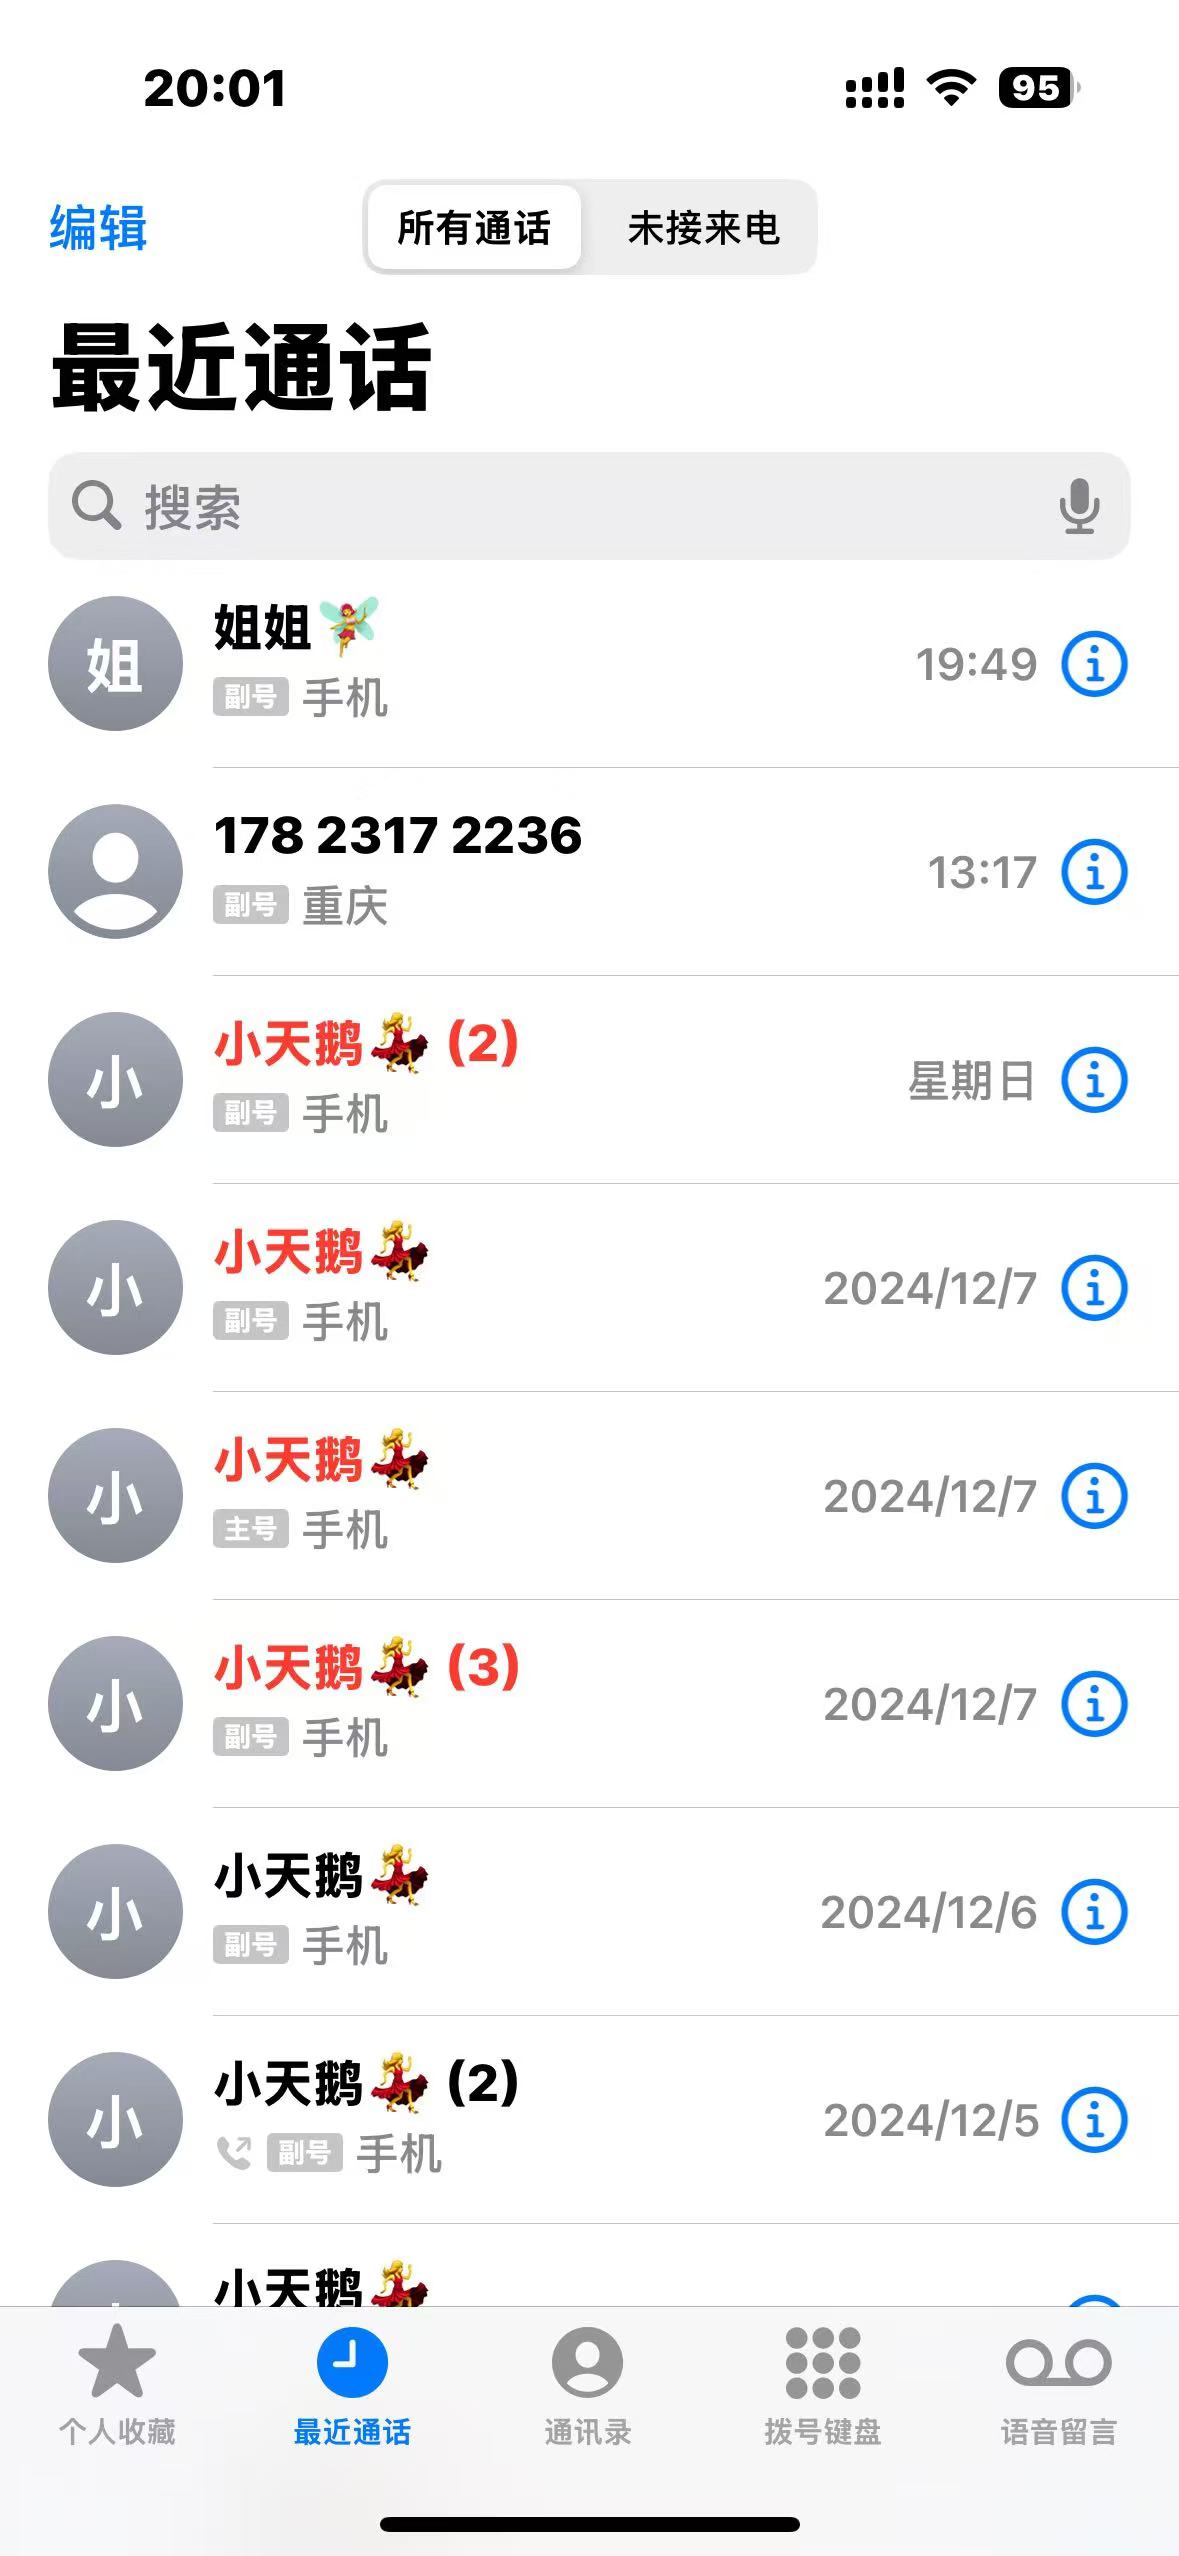 20:01
95
编辑
所有通话
未接来电
最近通话
搜索
姐
姐姐🧚
副号 手机
19:49
178 2317 2236
副号 重庆
13:17
小
小天鹅💃 (2)
副号 手机
星期日
小
小天鹅💃
副号 手机
2024/12/7
小
小天鹅💃
主号 手机
2024/12/7
小
小天鹅💃 (3)
副号 手机
2024/12/7
小
小天鹅💃
副号 手机
2024/12/6
小
小天鹅💃 (2)
副号 手机
2024/12/5
小天鹅💃
个人收藏
最近通话
通讯录
拨号键盘
语音留言